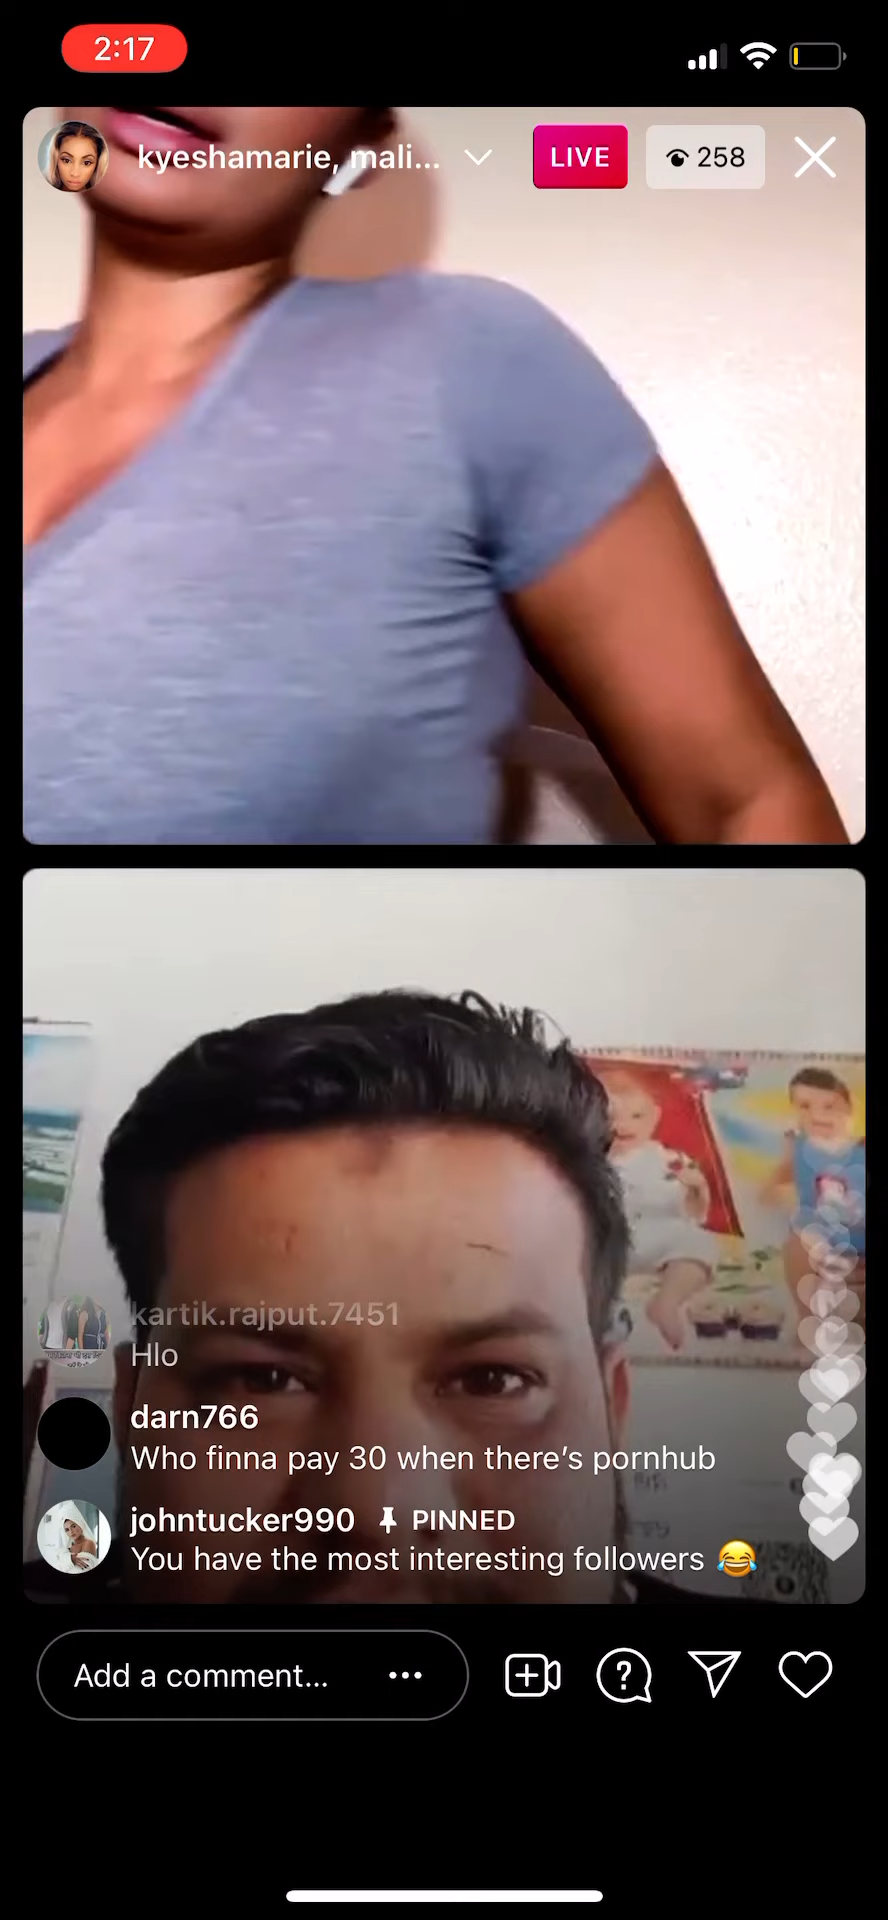 2:17
kyeshamarie, mali...
LIVE
258
kartik.rajput.7451
Hlo
darn766
Who finna pay 30 when there’s pornhub
johntucker990 PINNED
You have the most interesting followers 😂
Add a comment...